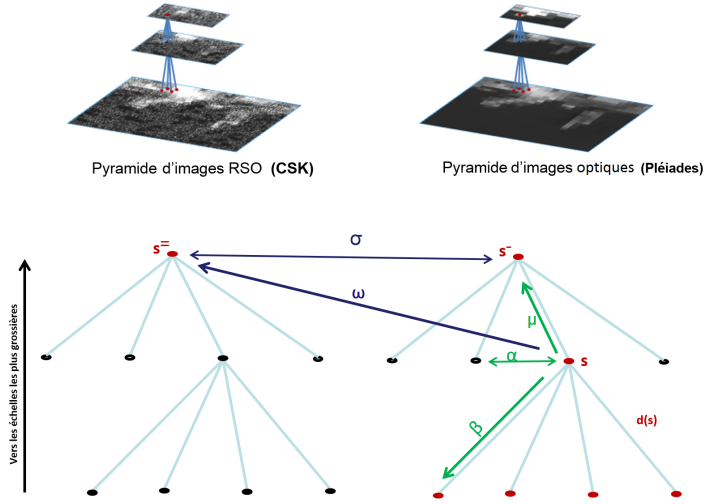 Pyramide d'images RSO (CSK)
Pyramide d'images optiques (Pléiades)
s=
σ
s-
ω
μ
α
s
β
d(s)
Vers les échelles les plus grossières